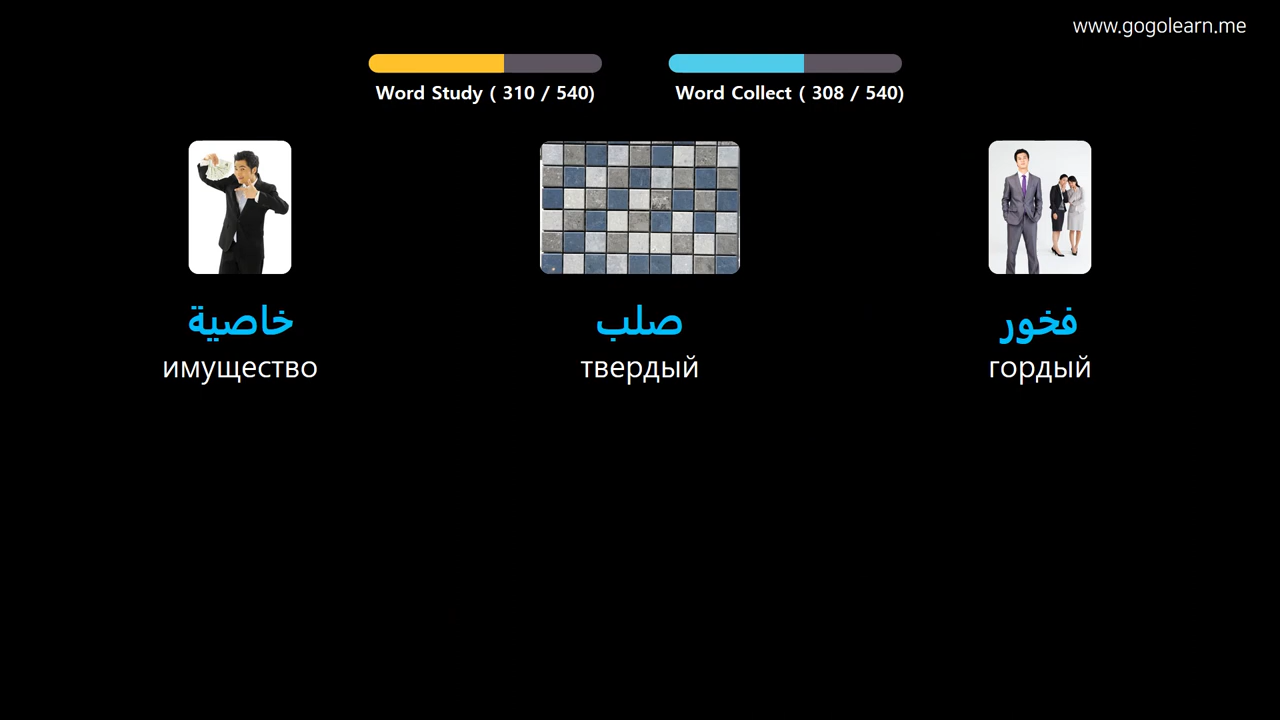 www.gogolearn.me
Word Study ( 310 / 540)
Word Collect ( 308 / 540)
خاصية
имущество
صلب
твердый
فخور
гордый